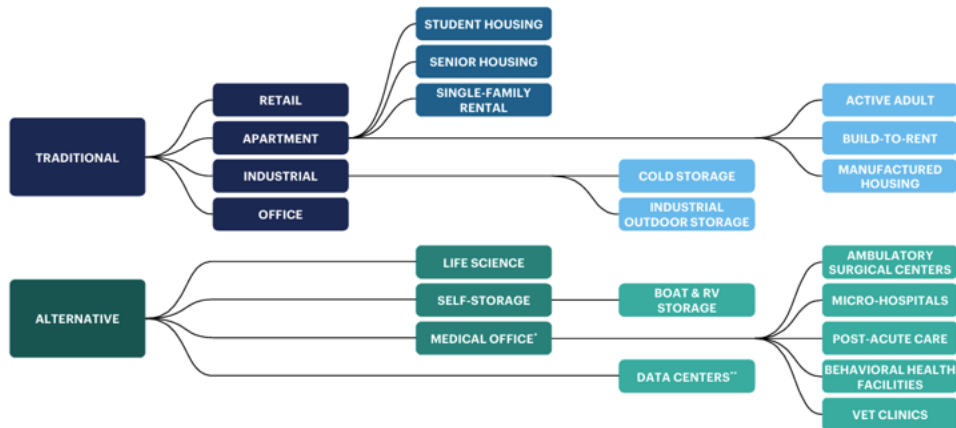 STUDENT HOUSING
SENIOR HOUSING
SINGLE-FAMILY
RENTAL
RETAIL
APARTMENT
INDUSTRIAL
OFFICE
TRADITIONAL
ACTIVE ADULT
BUILD-TO-RENT
MANUFACTURED
HOUSING
COLD STORAGE
INDUSTRIAL
OUTDOOR STORAGE
ALTERNATIVE
LIFE SCIENCE
SELF-STORAGE
MEDICAL OFFICE*
BOAT & RV
STORAGE
DATA CENTERS**
AMBULATORY
SURGICAL CENTERS
MICRO-HOSPITALS
POST-ACUTE CARE
BEHAVIORAL HEALTH
FACILITIES
VET CLINICS